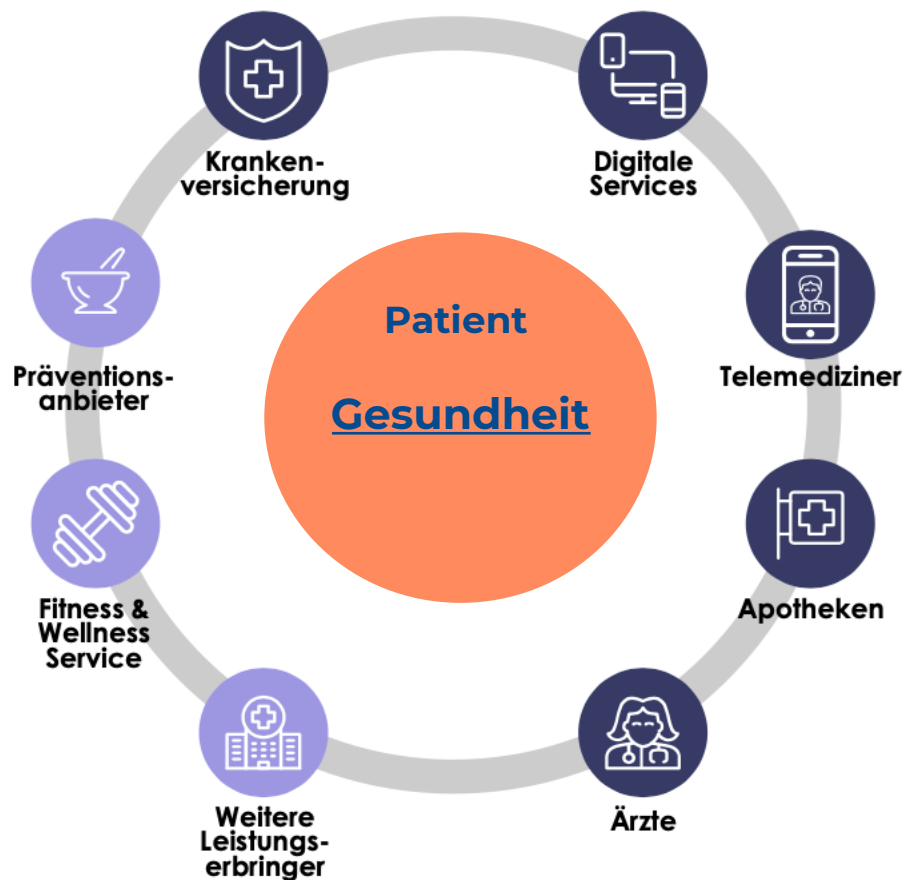 Kranken-
versicherung
Digitale
Services
Patient
Gesundheit
Präventions-
anbieter
Telemediziner
Fitness &
Wellness
Service
Apotheken
Weitere
Leistungs-
erbringer
Ärzte